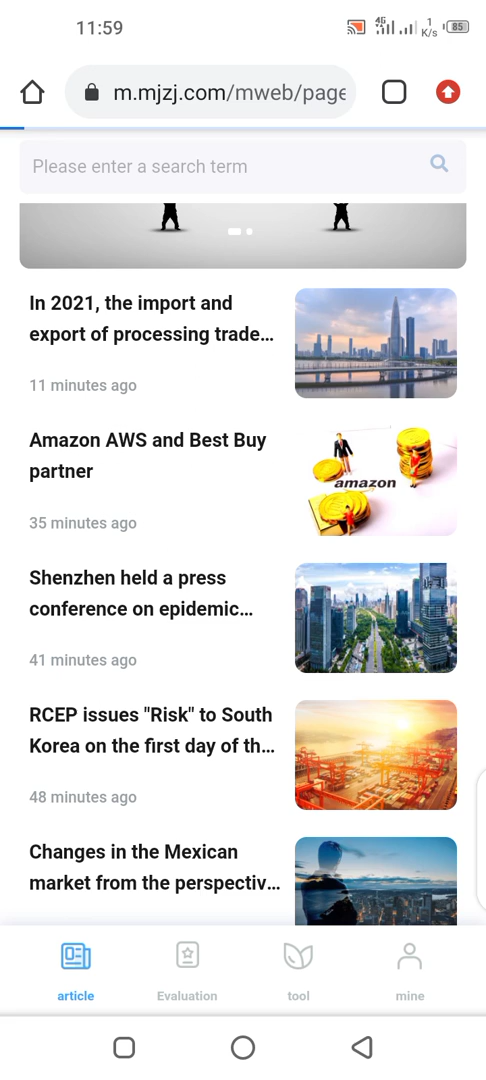 11:59
4G
1
K/s
85
m.mjzj.com/mweb/page
Please enter a search term
In 2021, the import and
export of processing trade...
11 minutes ago
Amazon AWS and Best Buy
partner
35 minutes ago
amazon
Shenzhen held a press
conference on epidemic...
41 minutes ago
RCEP issues "Risk" to South
Korea on the first day of th...
48 minutes ago
Changes in the Mexican
market from the perspectiv...
article
Evaluation
tool
mine